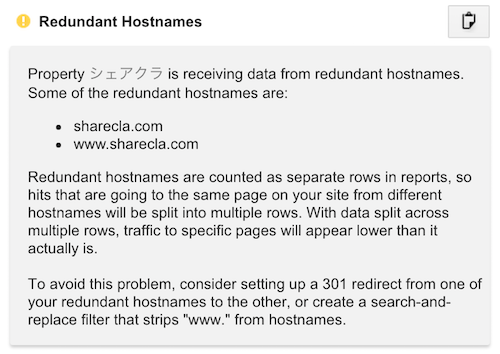 Redundant Hostnames
Property シェアクラ is receiving data from redundant hostnames.
Some of the redundant hostnames are:
• sharecla.com
• www.sharecla.com
Redundant hostnames are counted as separate rows in reports, so
hits that are going to the same page on your site from different
hostnames will be split into multiple rows. With data split across
multiple rows, traffic to specific pages will appear lower than it
actually is.
To avoid this problem, consider setting up a 301 redirect from one of
your redundant hostnames to the other, or create a search-and-
replace filter that strips "www." from hostnames.